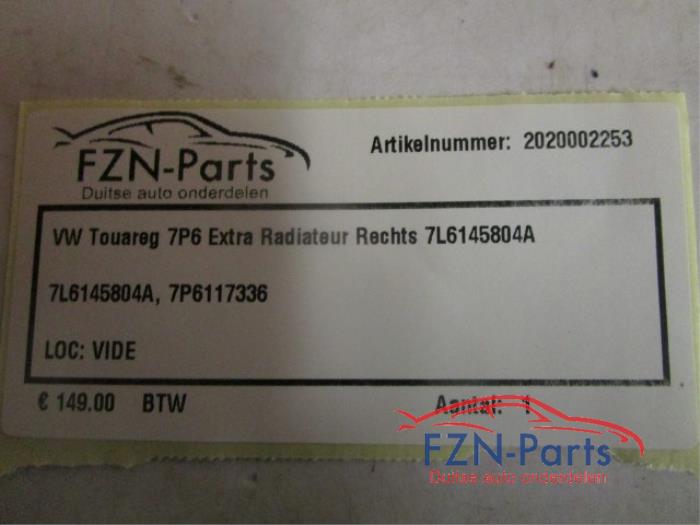 FZN-Parts
Duitse auto onderdelen
Artikelnummer: 2020002253
VW Touareg 7P6 Extra Radiateur Rechts 7L6145804A
7L6145804A, 7P6117336
LOC: VIDE
€ 149.00 BTW
Aantal: 1
FZN-Parts
Duitse auto onderdelen